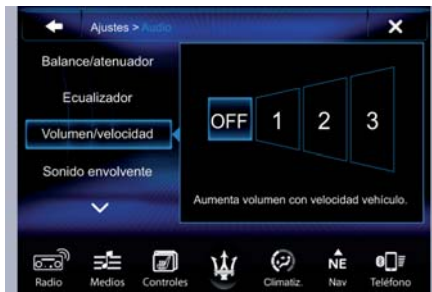 Ajustes > Audio
Balance/atenuador
Ecualizador
Volumen/velocidad
Sonido envolvente
OFF 1 2 3
Aumenta volumen con velocidad vehículo.
NE
Radio Medios Controles Climatiz. Nav Teléfono